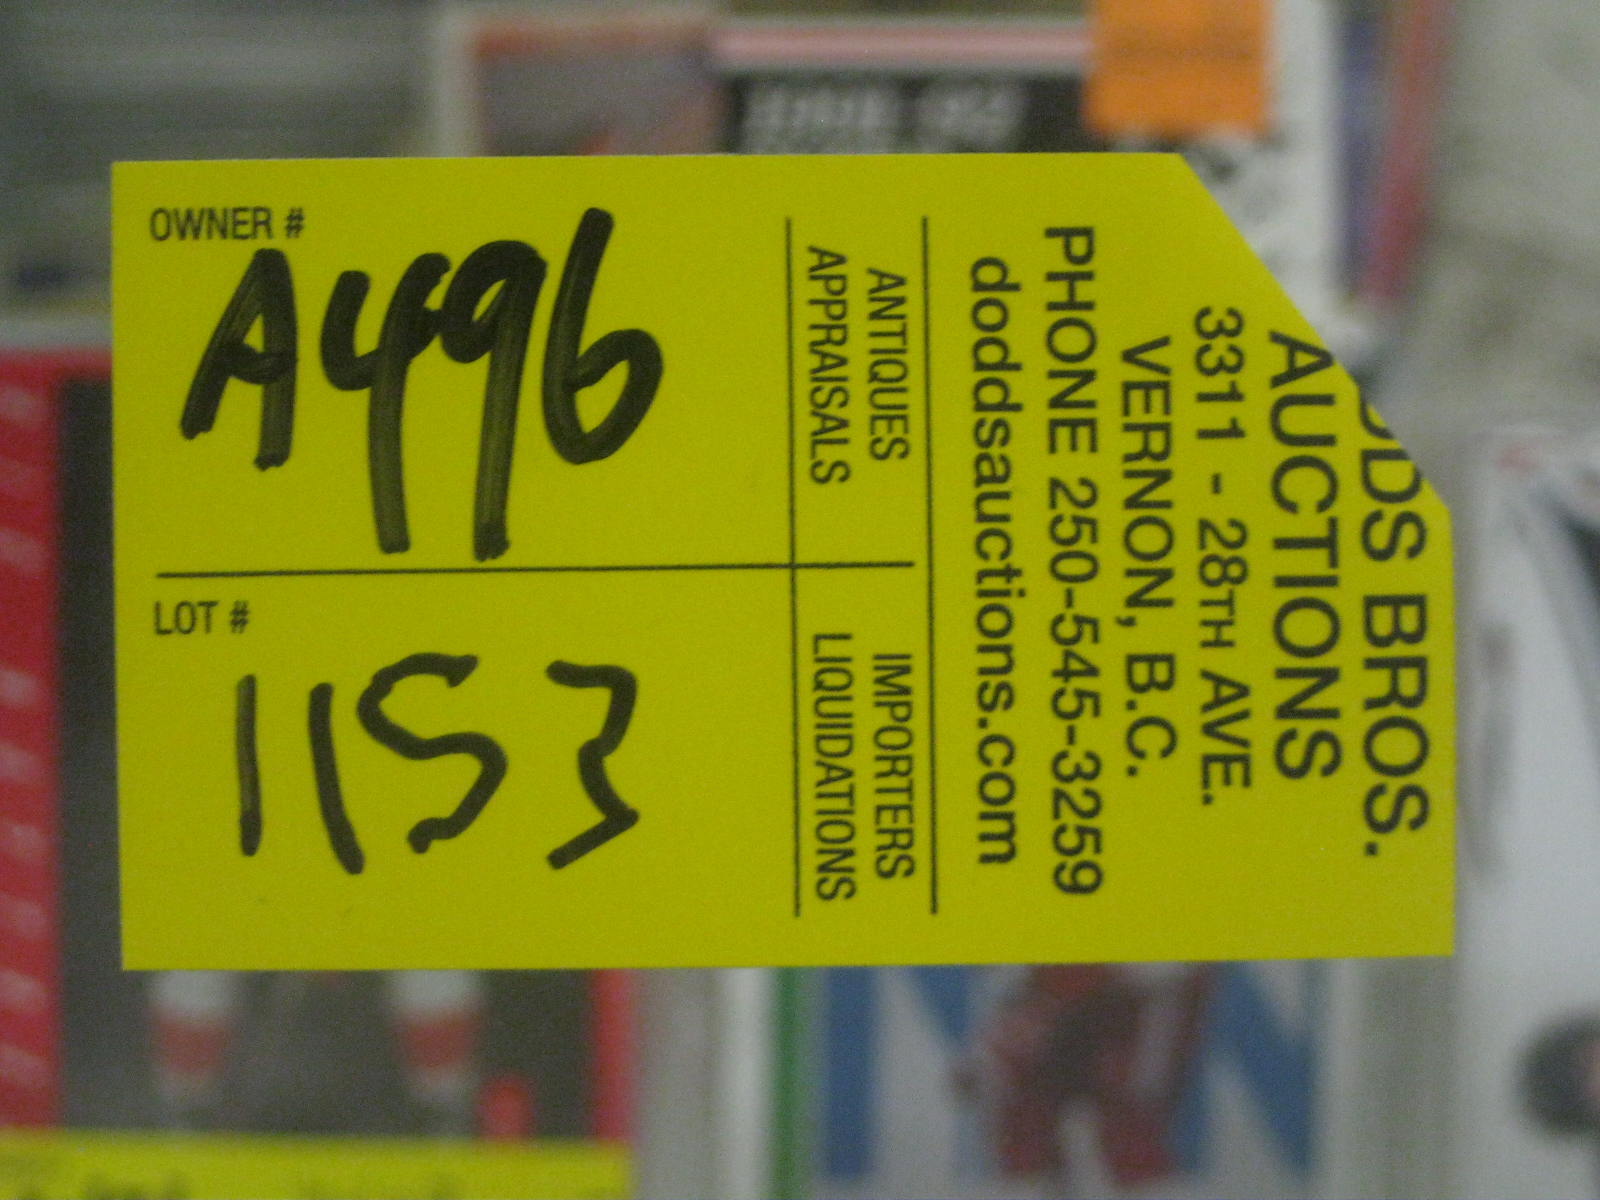 OWNER #
A496
LOT #
1153
ODS BROS.
AUCTIONS
3311 - 28TH AVE.
VERNON, B.C.
PHONE 250-545-3259
doddsauctions.com
ANTIQUES
APPRAISALS
IMPORTERS
LIQUIDATIONS